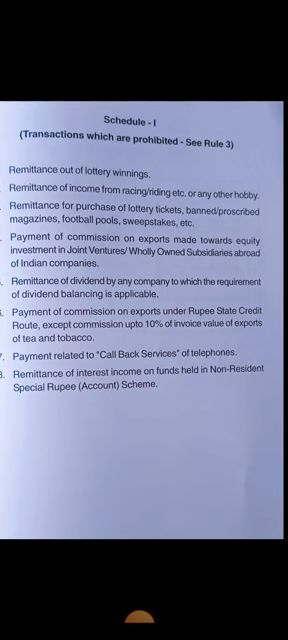 Schedule - I
(Transactions which are prohibited - See Rule 3)
Remittance out of lottery winnings.
Remittance of income from racing/riding etc. or any other hobby.
Remittance for purchase of lottery tickets, banned/proscribed
magazines, football pools, sweepstakes, etc.
Payment of commission on exports made towards equity
investment in Joint Ventures/ Wholly Owned Subsidiaries abroad
of Indian companies.
Remittance of dividend by any company to which the requirement
of dividend balancing is applicable.
Payment of commission on exports under Rupee State Credit
Route, except commission upto 10% of invoice value of exports
of tea and tobacco.
7. Payment related to "Call Back Services" of telephones.
8. Remittance of interest income on funds held in Non-Resident
Special Rupee (Account) Scheme.